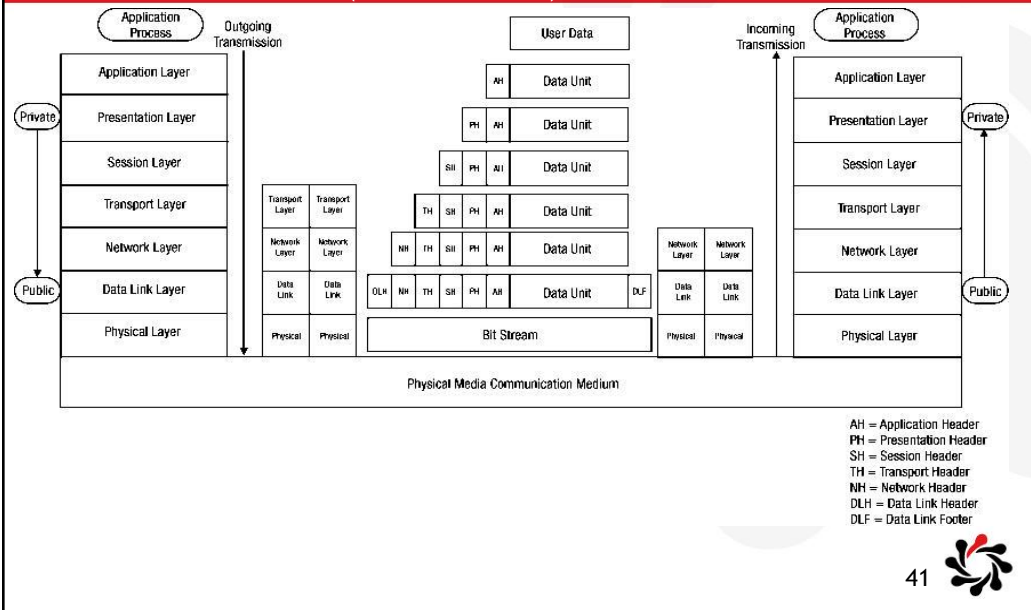 Application
Process
Outgoing
Transmission
User Data
Incoming
Transmission
Application
Process
Application Layer
AH Data Unit
Application Layer
Private
Presentation Layer
PH AH Data Unit
Presentation Layer
Private
Session Layer
SH PH AH Data Unit
Session Layer
Transport Layer
Transport
Layer
Transport
Layer
TH SH PH AH Data Unit
Transport Layer
Network Layer
Network
Layer
Network
Layer
NH TH SH PH AH Data Unit
Network
Layer
Network
Layer
Network Layer
Public
Data Link Layer
Data
Link
Data
Link
DLH NH TH SH PH AH Data Unit DLF
Data
Link
Data
Link
Data Link Layer
Public
Physical Layer
Physical
Physical
Bit Stream
Physical
Physical
Physical Layer
Physical Media Communication Medium
AH = Application Header
PH = Presentation Header
SH = Session Header
TH = Transport Header
NH = Network Header
DLH = Data Link Header
DLF = Data Link Footer
41